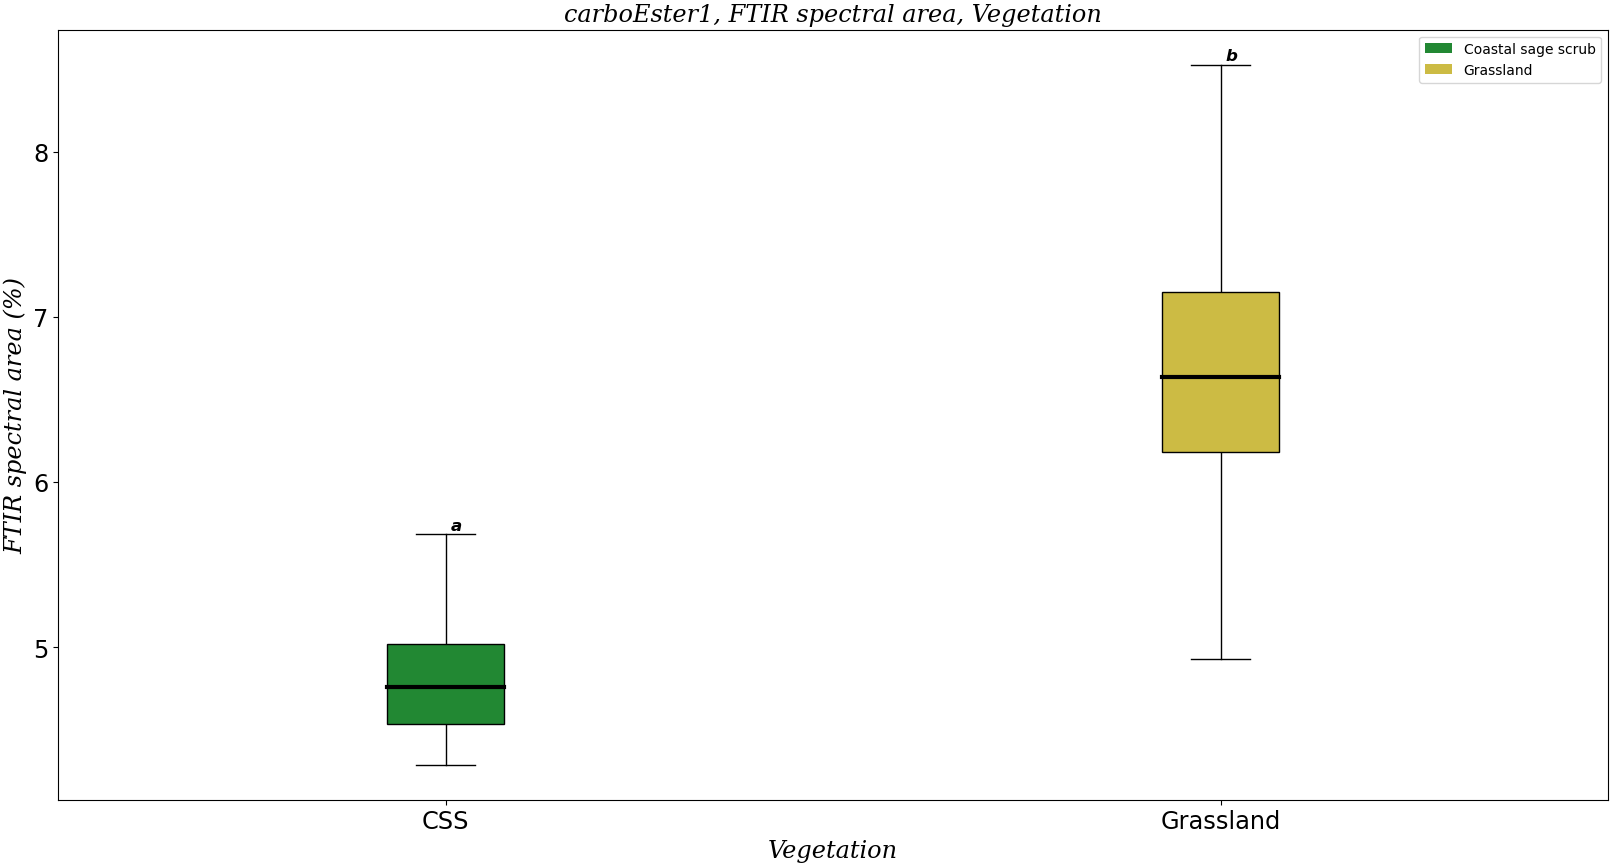 carboEster1, FTIR spectral area, Vegetation
b
Coastal sage scrub
Grassland
8
7
6
5
FTIR spectral area (%)
a
CSS
Grassland
Vegetation